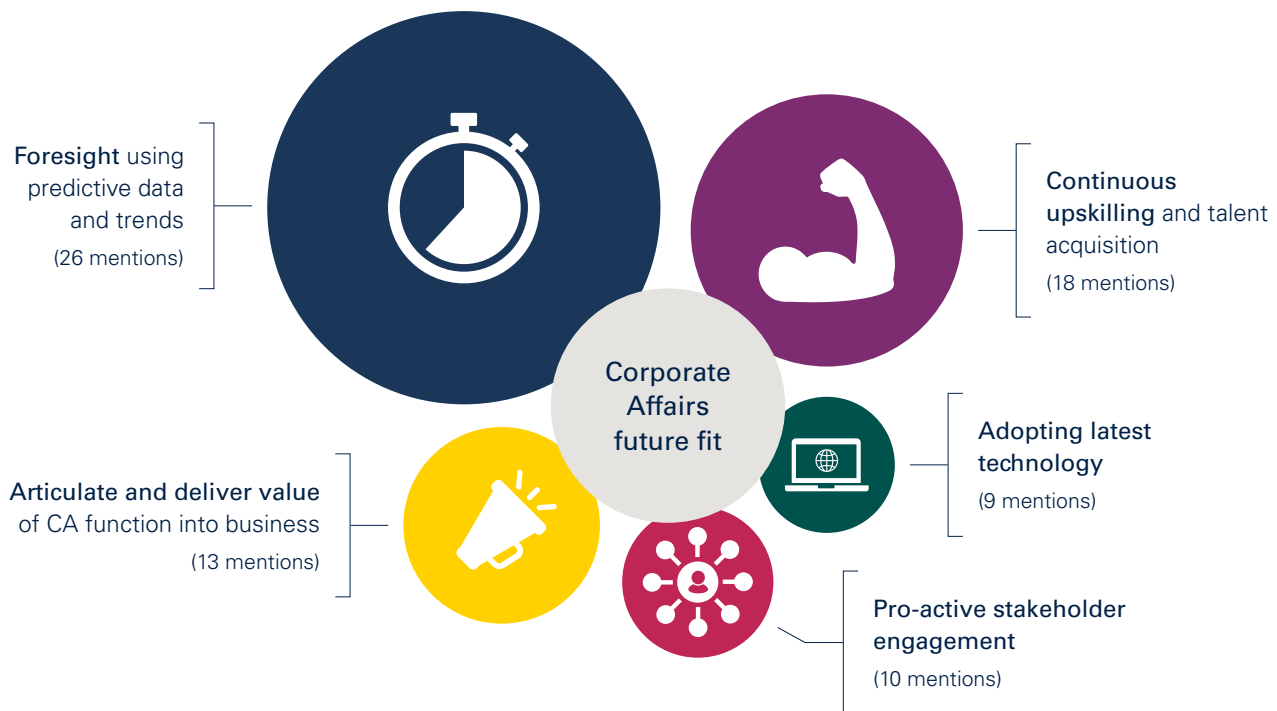 Foresight using
predictive data
and trends
(26 mentions)
Continuous
upskilling and talent
acquisition
(18 mentions)
Corporate
Affairs
future fit
Articulate and deliver value
of CA function into business
(13 mentions)
Adopting latest
technology
(9 mentions)
Pro-active stakeholder
engagement
(10 mentions)